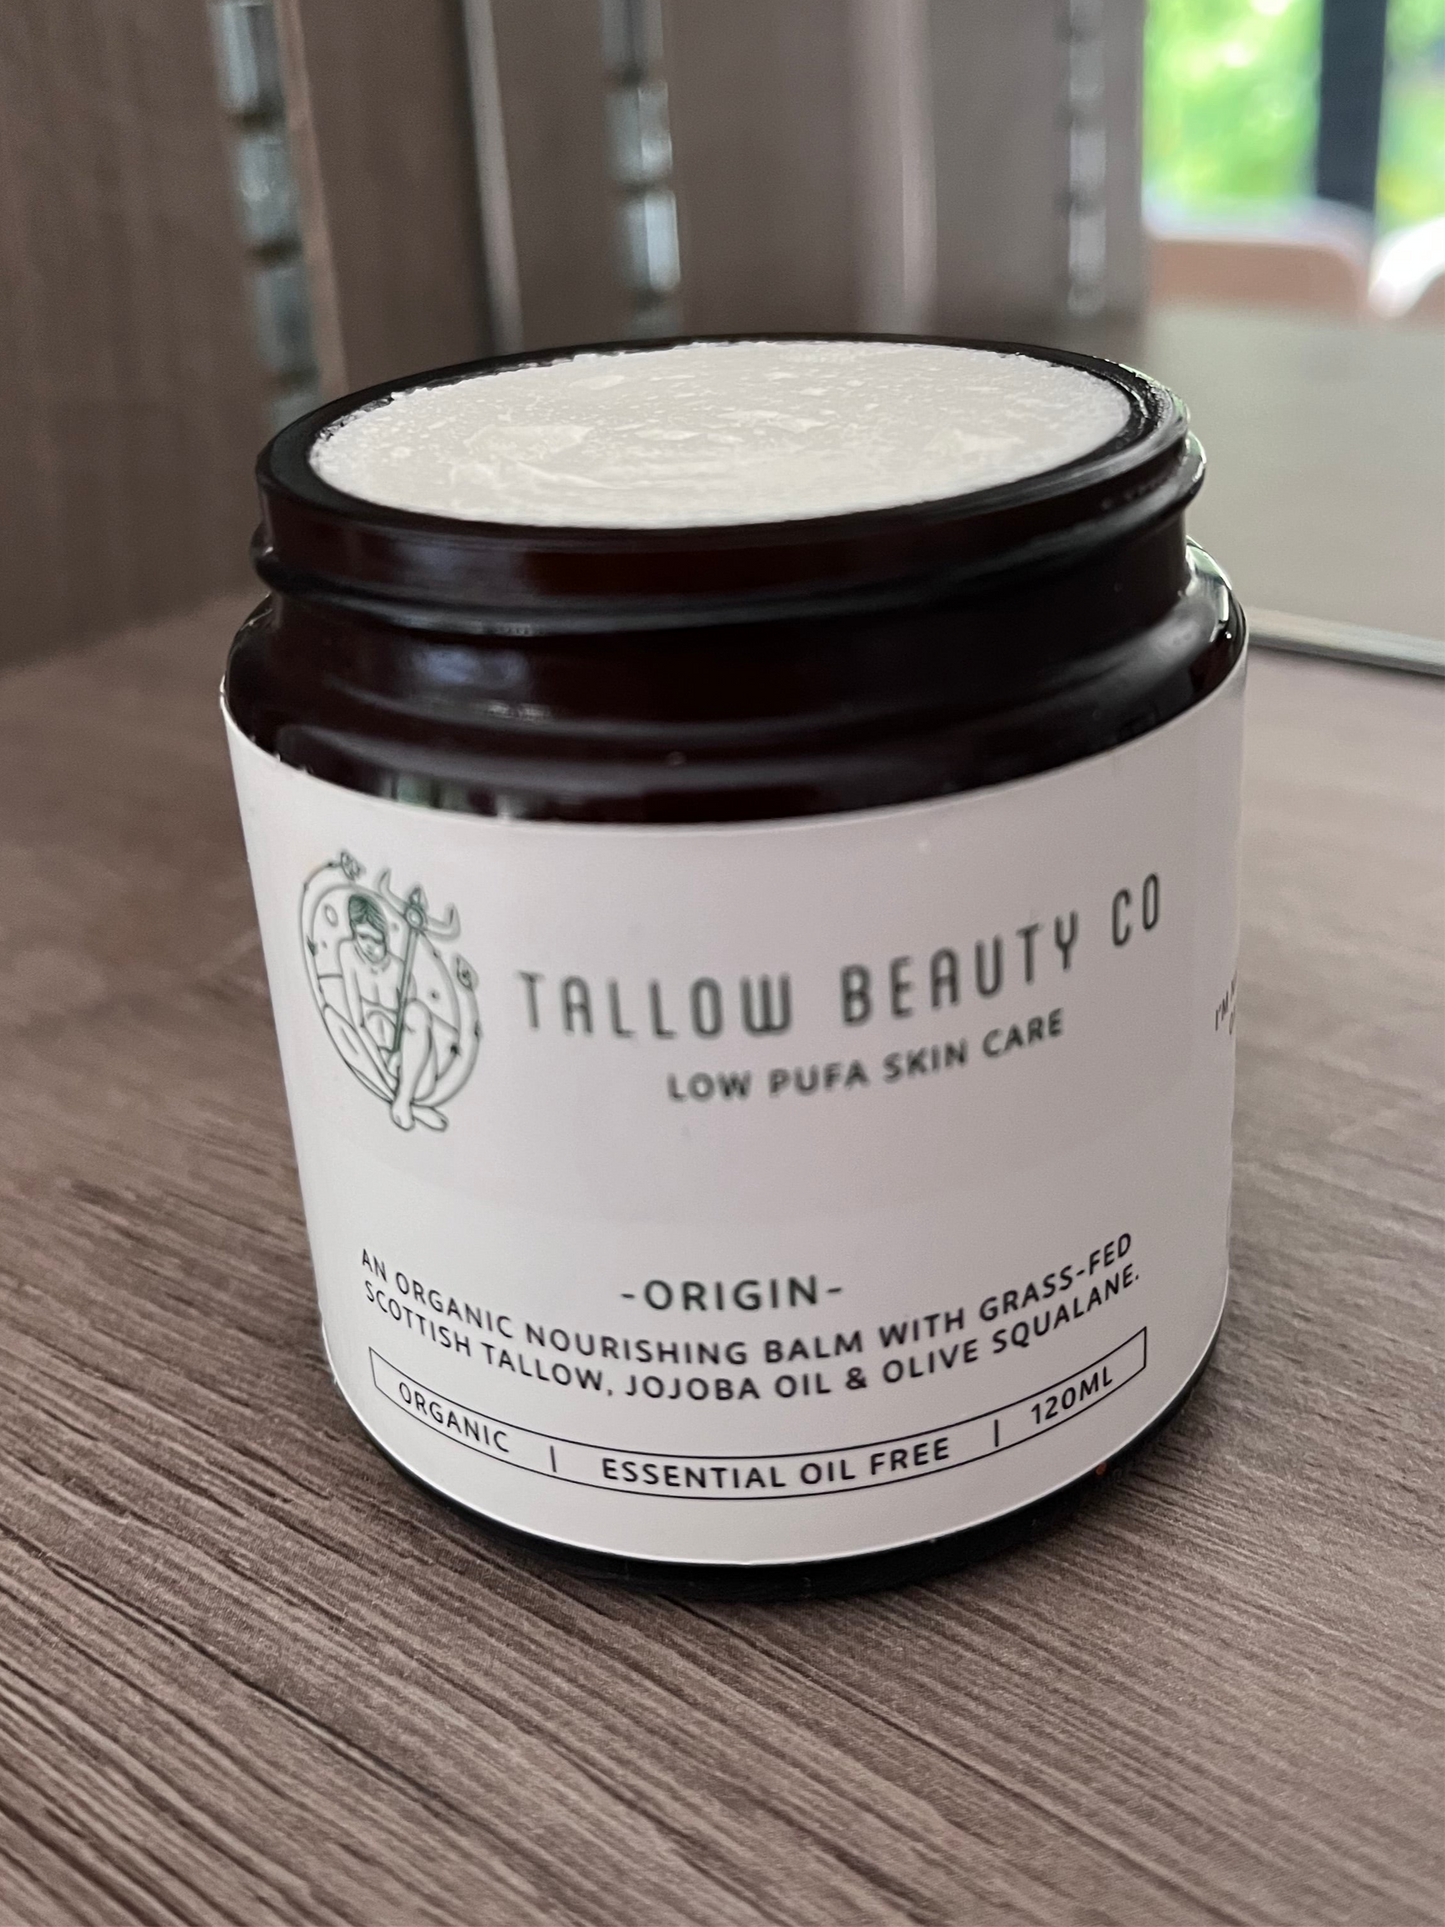 TALLOW BEAUTY CO
LOW PUFA SKIN CARE
-ORIGIN-
AN ORGANIC NOURISHING BALM WITH GRASS-FED
SCOTTISH TALLOW, JOJOBA OIL & OLIVE SQUALANE.
ORGANIC | ESSENTIAL OIL FREE | 120ML
I'M